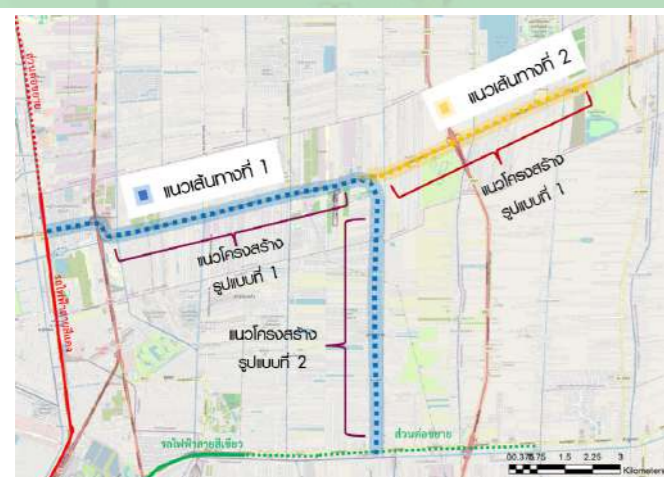 ส่วนต่อขยาย
แนวเส้นทางที่ 2
แนวเส้นทางที่ 1
แนวโครงสร้าง
รูปแบบที่ 1
แนวโครงสร้าง
รูปแบบที่ 1
รถไฟฟ้าสายสีแดง
แนวโครงสร้าง
รูปแบบที่ 2
รถไฟฟ้าสายสีเขียว
ส่วนต่อขยาย
00.3750.75 1.5 2.25 3
Kilometers